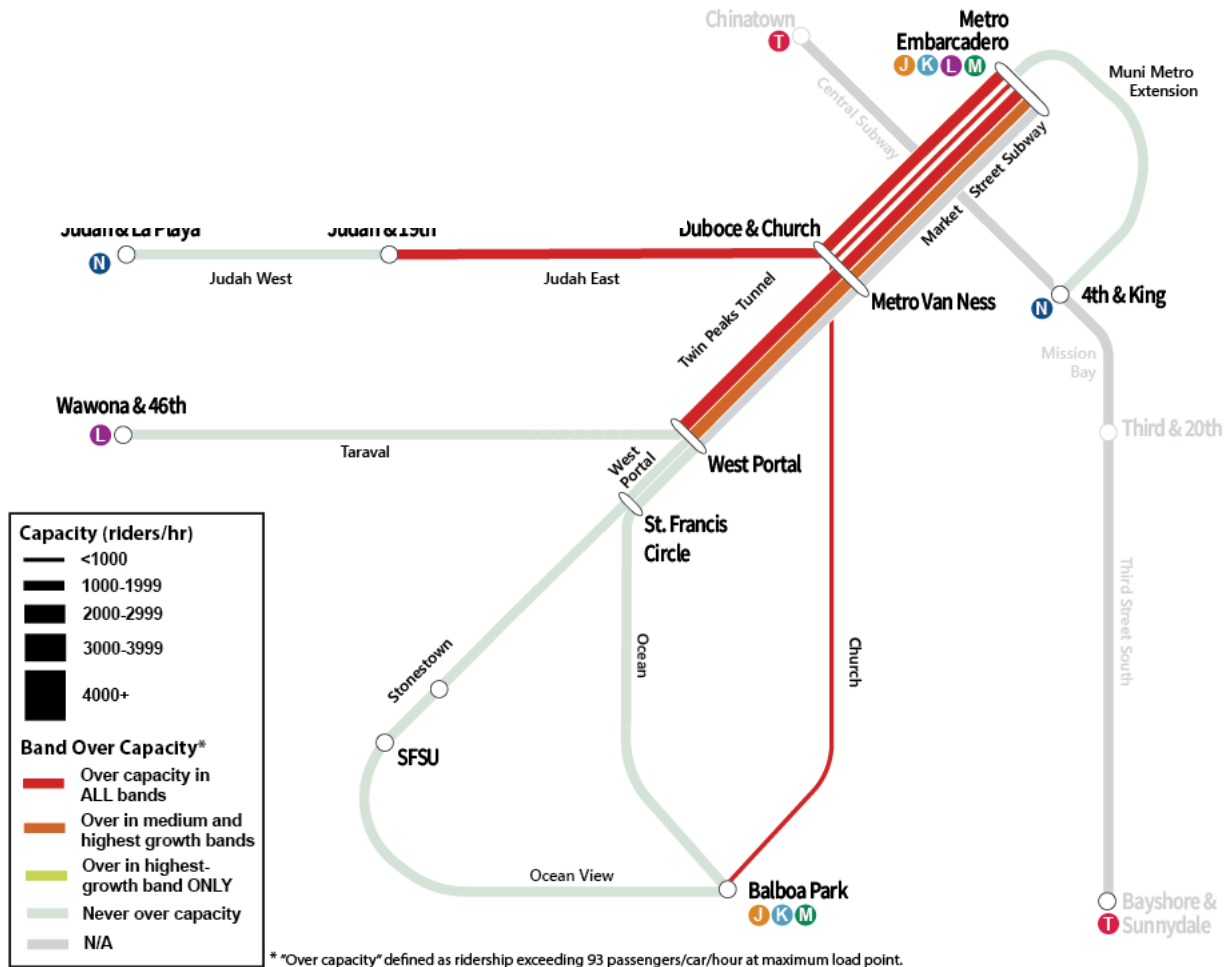 Chinatown
T
Metro
Embarcadero
J K L M
Muni Metro
Extension
Central Subway
Market Street Subway
Judah & La Playa
N
Judah & 19th
Duboce & Church
Judah West
Judah East
Twin Peaks Tunnel
Metro Van Ness
N
4th & King
Mission
Bay
Wawona & 46th
L
Taraval
West
Portal
West Portal
Third & 20th
St. Francis
Circle
Stonestown
Ocean
Church
Third Street South
SFSU
Ocean View
Balboa Park
J K M
Bayshore &
T Sunnydale
Capacity (riders/hr)
<1000
1000-1999
2000-2999
3000-3999
4000+
Band Over Capacity*
Over capacity in
ALL bands
Over in medium and
highest growth bands
Over in highest-
growth band ONLY
Never over capacity
N/A
* "Over capacity" defined as ridership exceeding 93 passengers/car/hour at maximum load point.